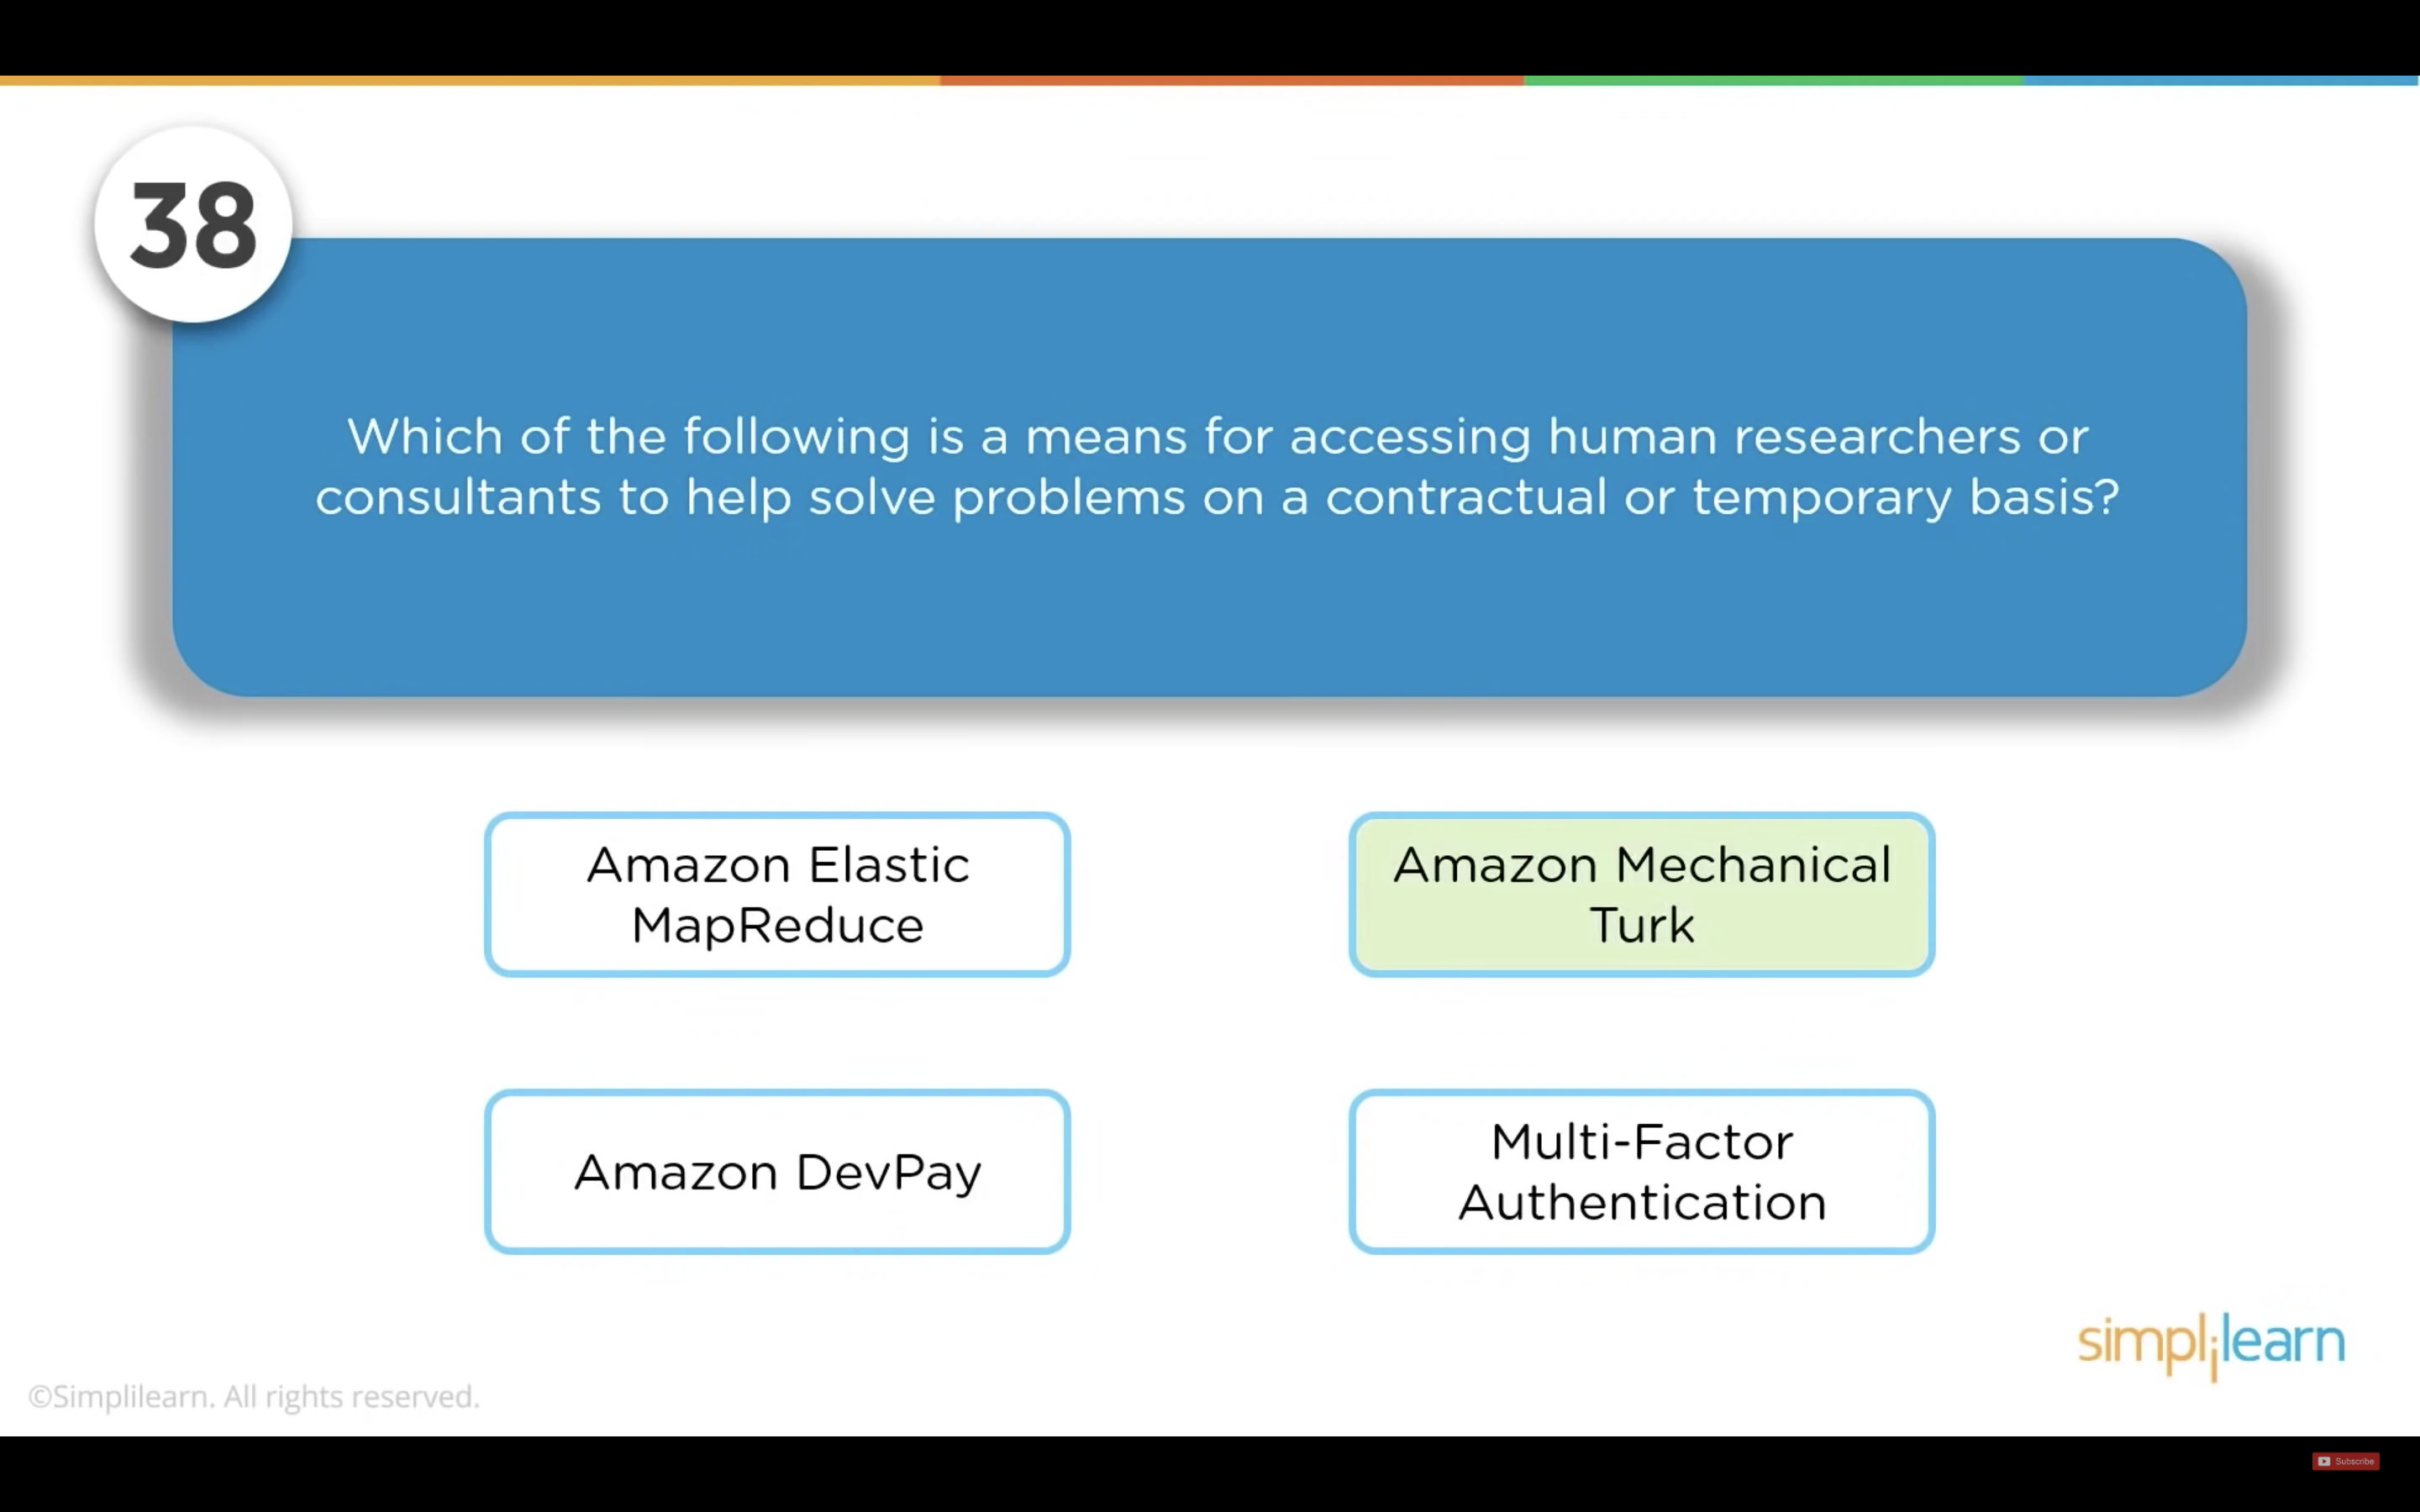 38
Which of the following is a means for accessing human researchers or
consultants to help solve problems on a contractual or temporary basis?
Amazon Elastic
MapReduce
Amazon Mechanical
Turk
Amazon DevPay
Multi-Factor
Authentication
simplilearn
©Simplilearn. All rights reserved.
Subscribe